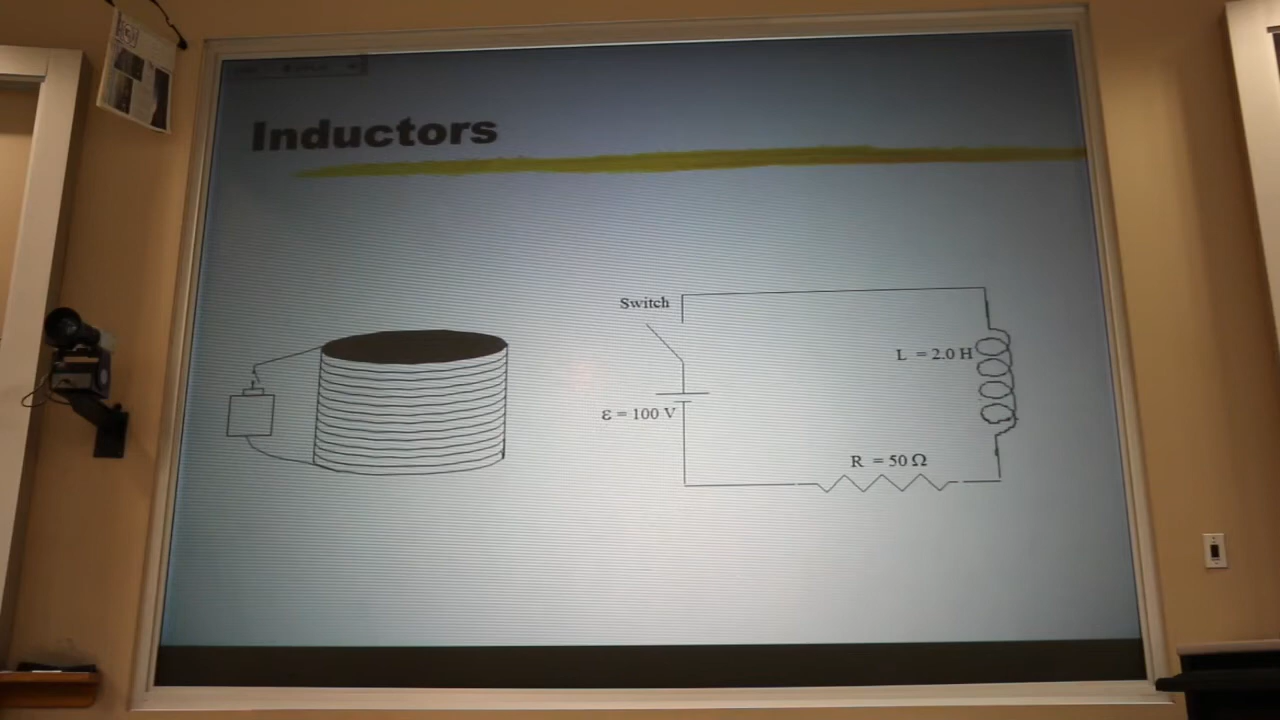 Inductors
Switch
L = 2.0 H
ε = 100 V
R = 50 Ω